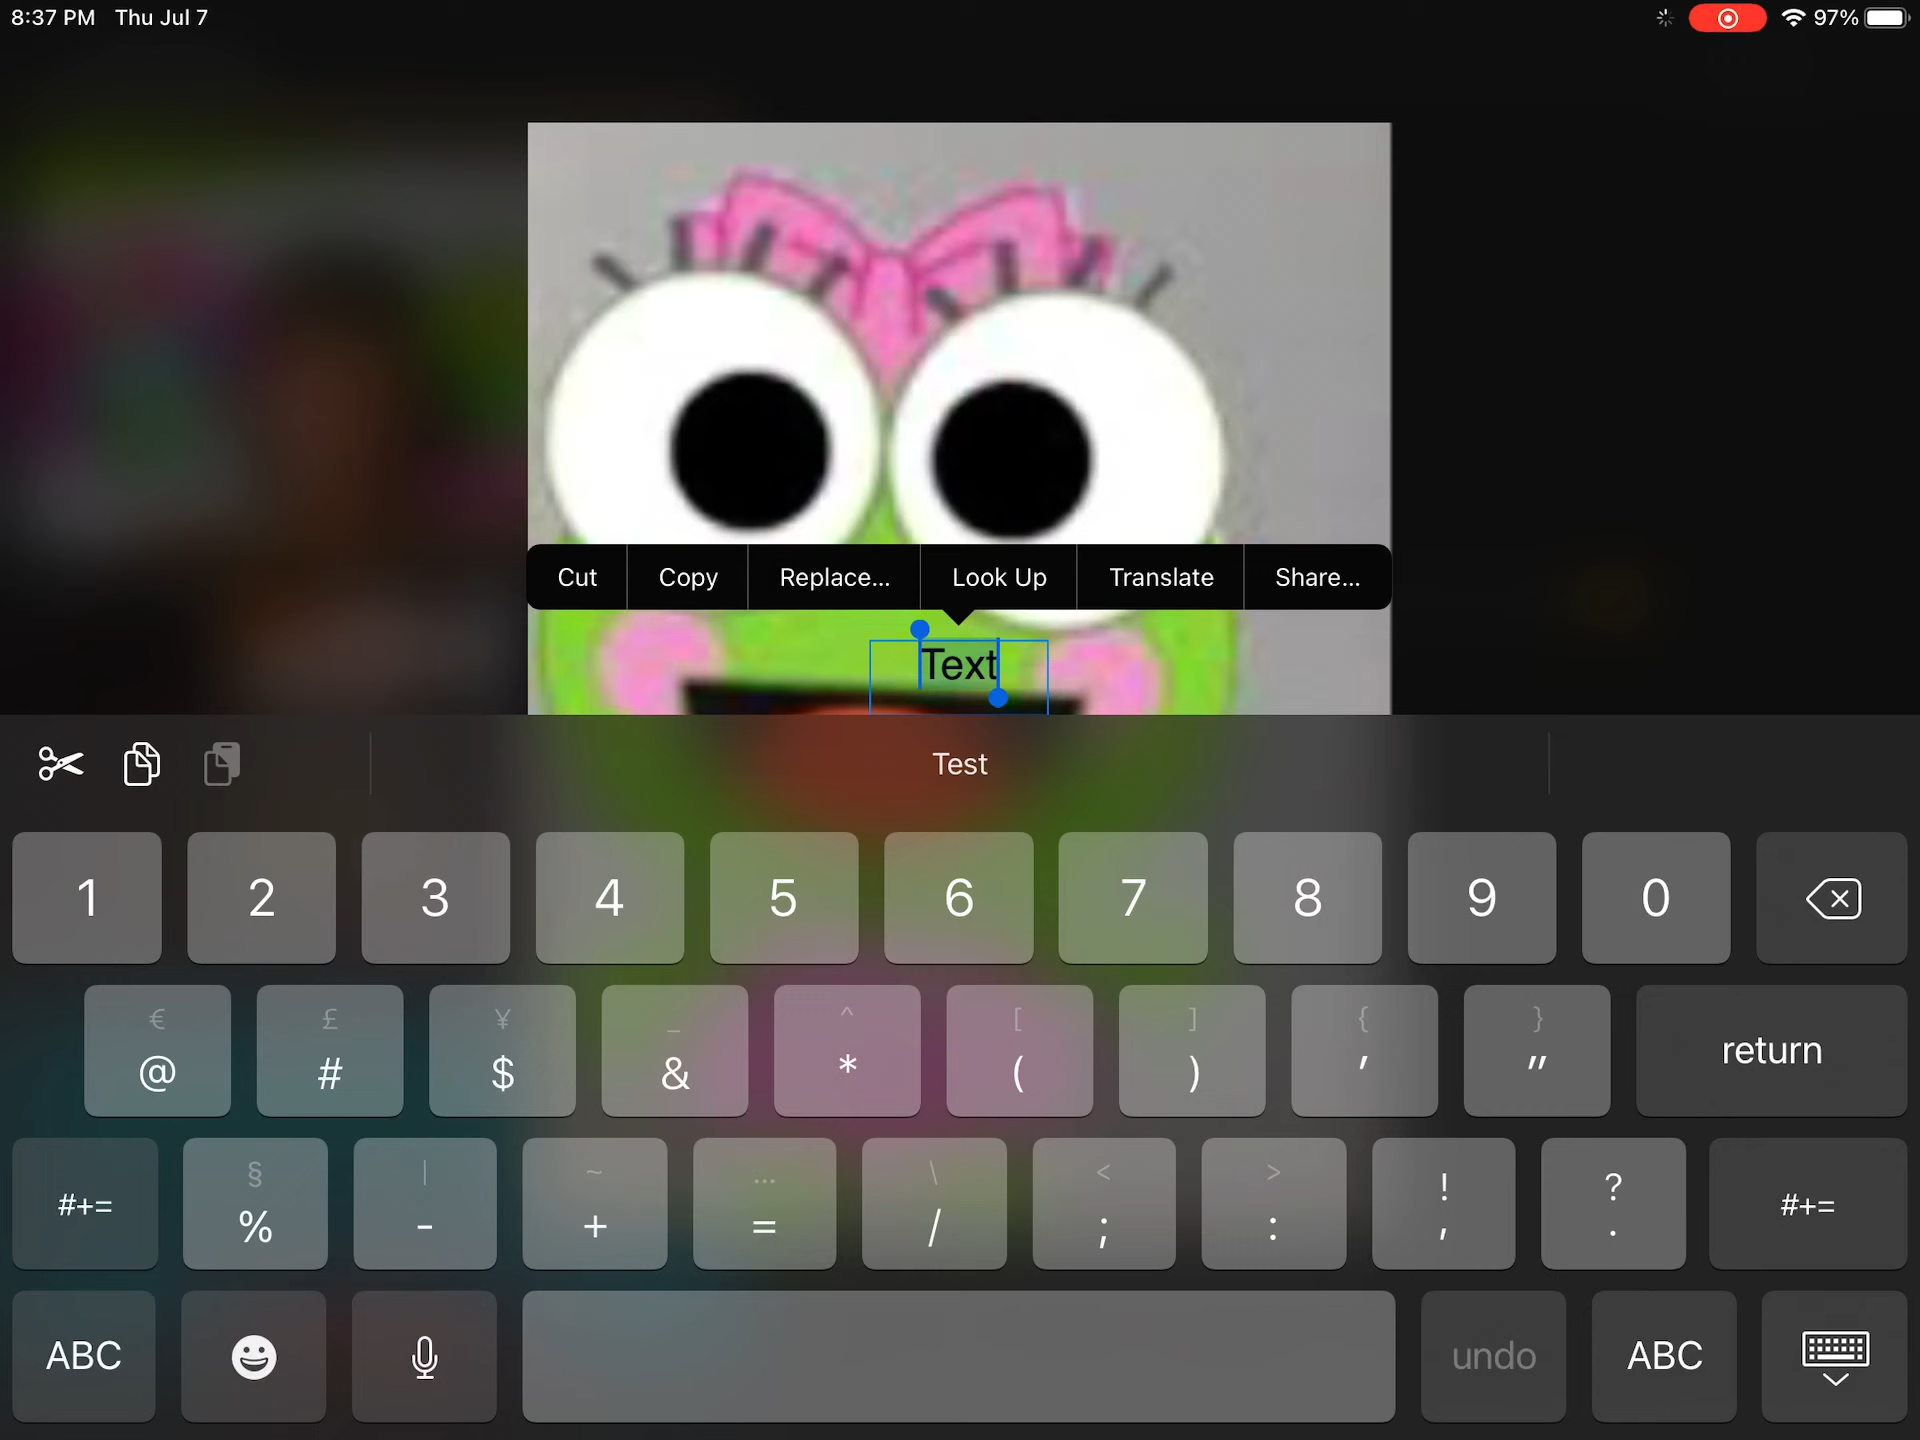 8:37 PM Thu Jul 7 97%
Cut Copy Replace... Look Up Translate Share...
Text
Test
1 2 3 4 5 6 7 8 9 0
€ £ ¥ _ ^ [ ] { }
@ # $ & * ( ) ' " return
§ | ~ ... \ < > ! ?
#+= % - + = / ; : , . #+=
ABC undo ABC